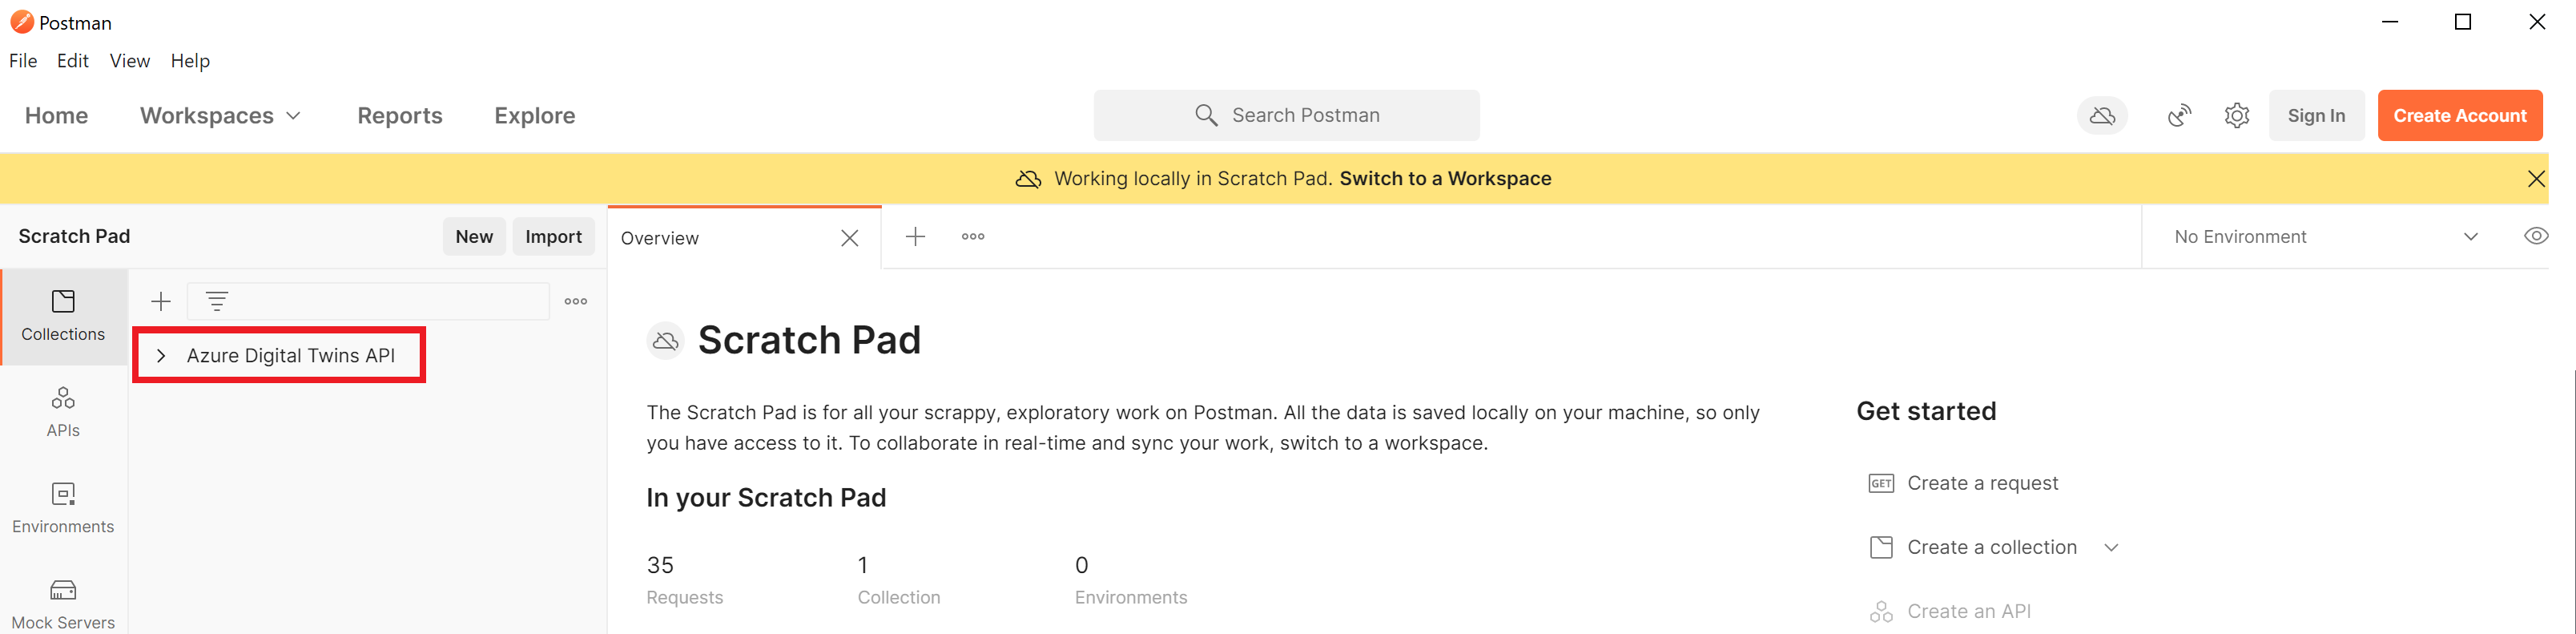 Postman
File Edit View Help
Home Workspaces Reports Explore
Search Postman
Sign In
Create Account
Working locally in Scratch Pad. Switch to a Workspace
Scratch Pad
New
Import
Overview
No Environment
Collections
APIs
Environments
Mock Servers
Azure Digital Twins API
Scratch Pad
The Scratch Pad is for all your scrappy, exploratory work on Postman. All the data is saved locally on your machine, so only
you have access to it. To collaborate in real-time and sync your work, switch to a workspace.
In your Scratch Pad
35 1 0
Requests Collection Environments
Get started
GET Create a request
Create a collection
Create an API